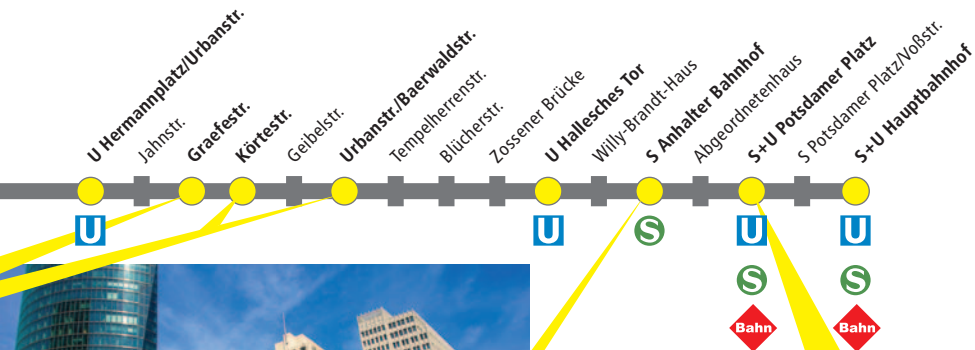 U Hermannplatz/Urbanstr.
Jahnstr.
Graefestr.
Körtestr.
Geibelstr.
Urbanstr./Baerwaldstr.
Tempelherrenstr.
Blücherstr.
Zossener Brücke
U Hallesches Tor
Willy-Brandt-Haus
S Anhalter Bahnhof
Abgeordnetenhaus
S+U Potsdamer Platz
S Potsdamer Platz/Voßstr.
S+U Hauptbahnhof
U
U
S
U
U
S
S
Bahn
Bahn